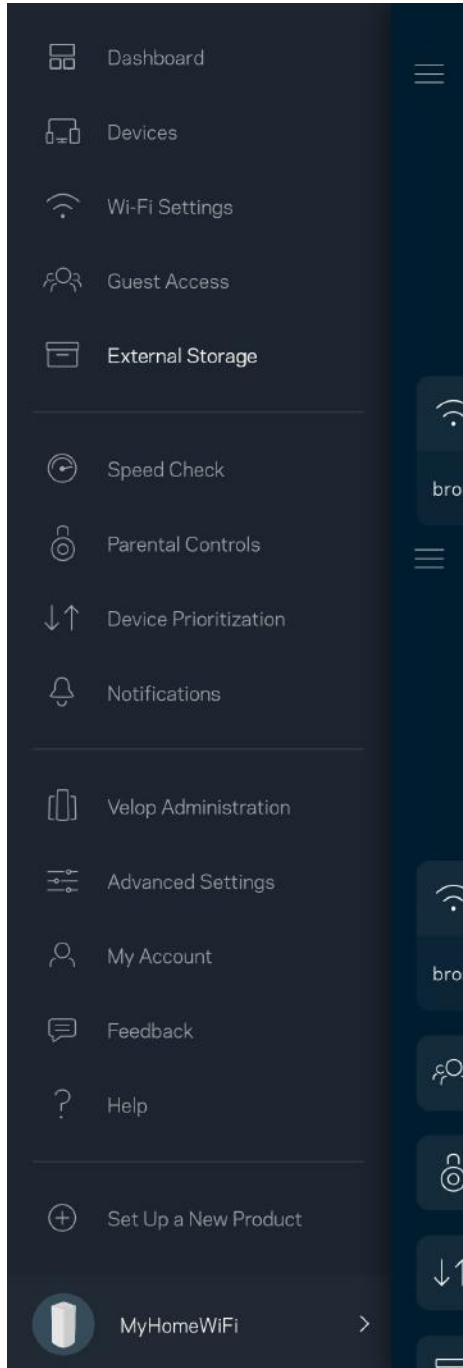 Dashboard
Devices
Wi-Fi Settings
Guest Access
External Storage
Speed Check
bro
Parental Controls
Device Prioritization
Notifications
Velop Administration
Advanced Settings
My Account
bro
Feedback
Help
Set Up a New Product
MyHomeWiFi